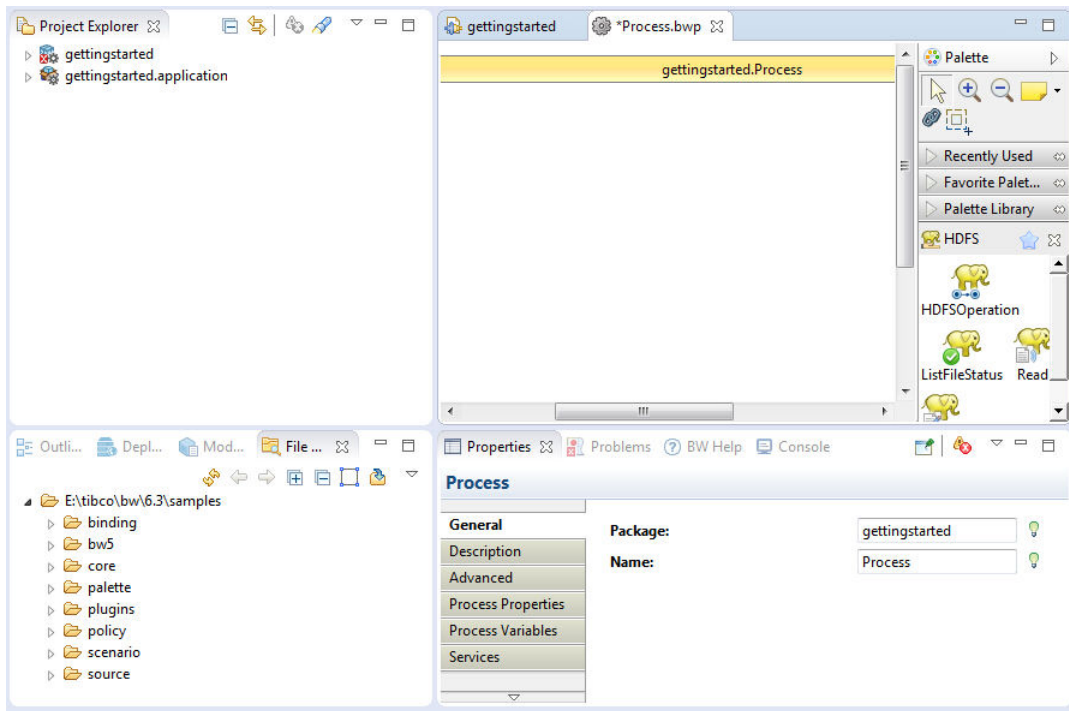 Project Explorer
gettingstarted
gettingstarted.application
gettingstarted
*Process.bwp
gettingstarted.Process
Palette
Recently Used
Favorite Palet...
Palette Library
HDFS
HDFSOperation
ListFileStatus
Read
Outli...
Depl...
Mod...
File ...
E:\tibco\bw\6.3\samples
binding
bw5
core
palette
plugins
policy
scenario
source
Properties
Problems
BW Help
Console
Process
General
Description
Advanced
Process Properties
Process Variables
Services
Package:
gettingstarted
Name:
Process